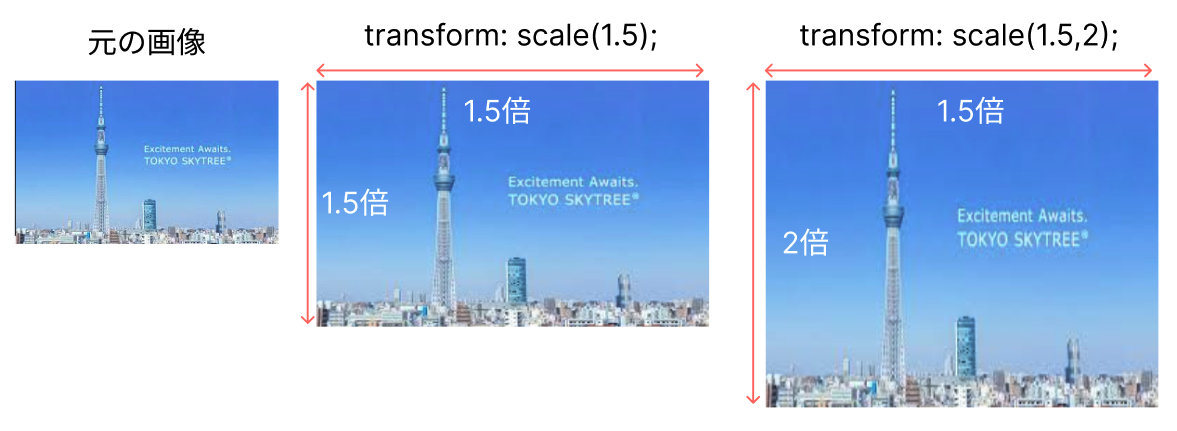 元の画像
transform: scale(1.5);
transform: scale(1.5,2);
Excitement Awaits.
TOKYO SKYTREE®
1.5倍
1.5倍
Excitement Awaits.
TOKYO SKYTREE®
1.5倍
2倍
Excitement Awaits.
TOKYO SKYTREE®